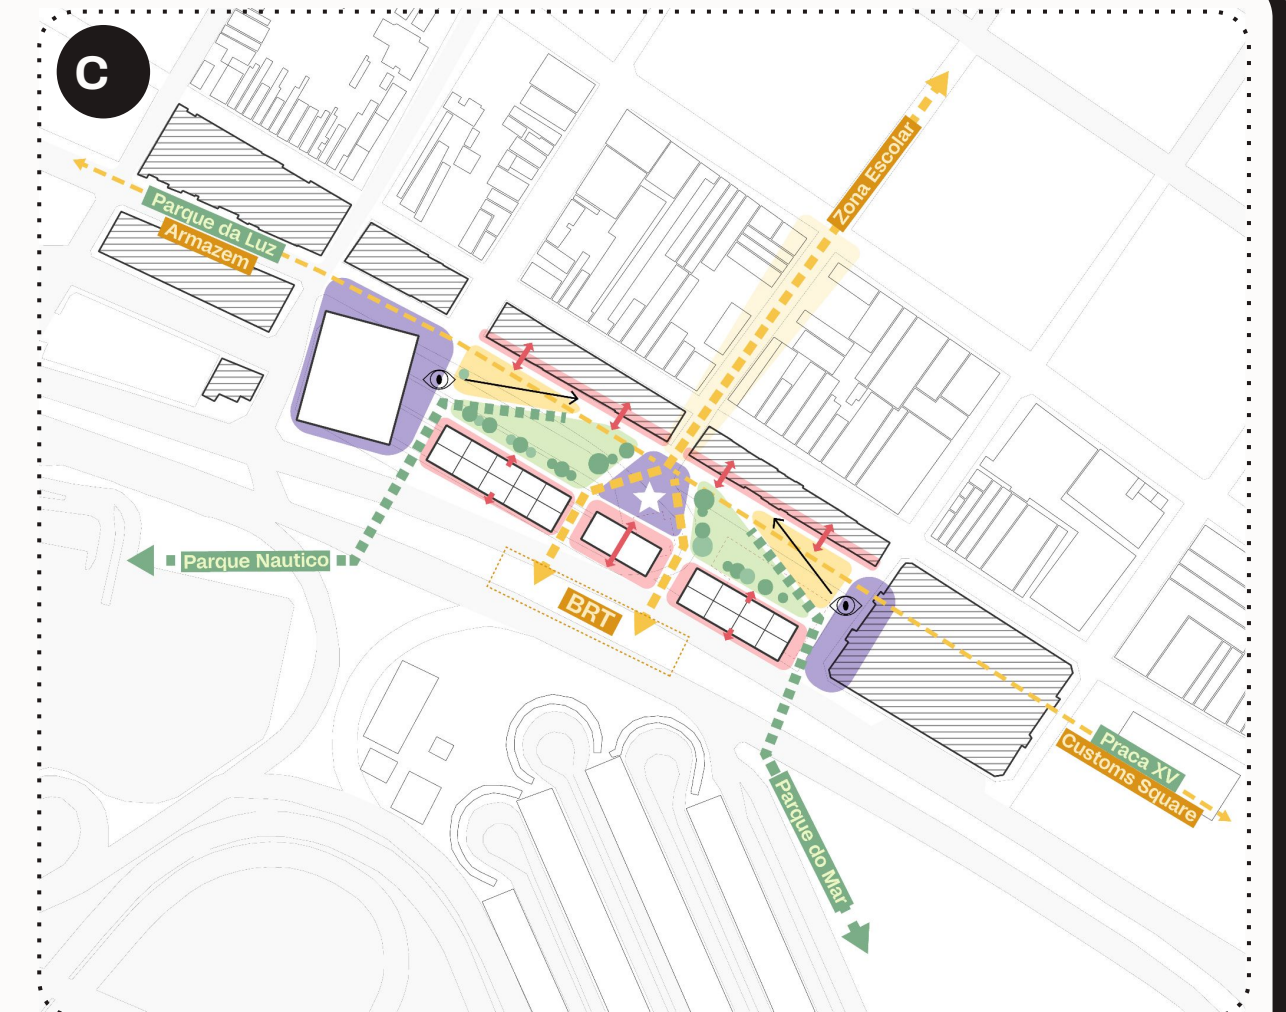 C
Zona Escolar
Parque da Luz
Armazem
Parque Nautico
BRT
Praca XV
Customs Square
Parque do Mar